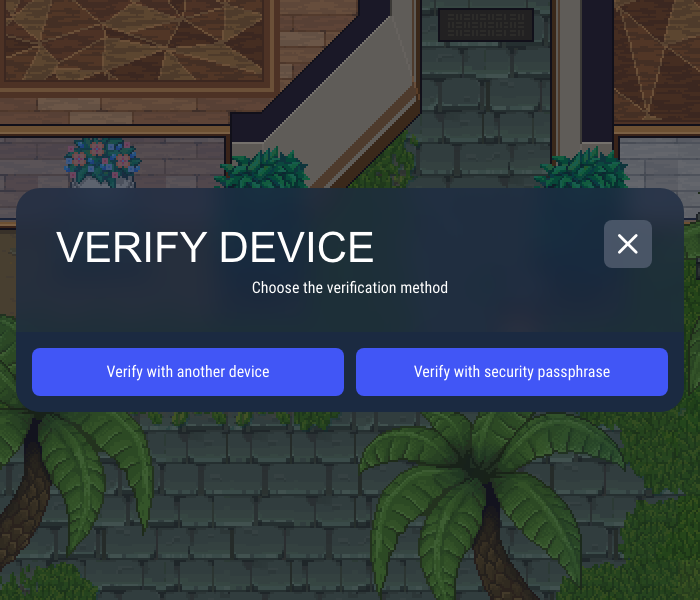 VERIFY DEVICE
Choose the verification method
Verify with another device
Verify with security passphrase